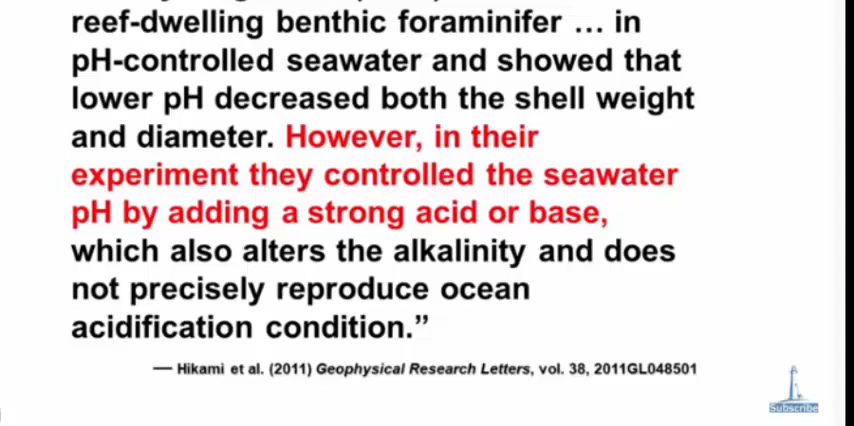 reef-dwelling benthic foraminifer … in
pH-controlled seawater and showed that
lower pH decreased both the shell weight
and diameter. However, in their
experiment they controlled the seawater
pH by adding a strong acid or base,
which also alters the alkalinity and does
not precisely reproduce ocean
acidification condition.”
— Hikami et al. (2011) Geophysical Research Letters, vol. 38, 2011GL048501
Subscribe